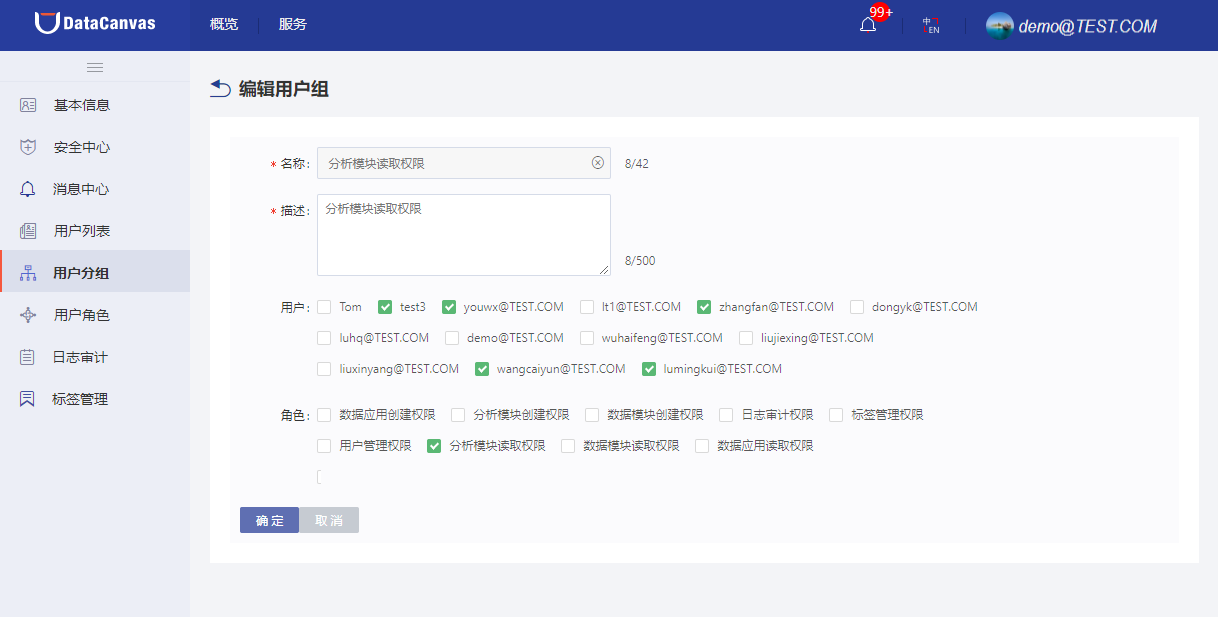 DataCanvas 概览 服务 99+ 中 EN demo@TEST.COM
基本信息
安全中心
消息中心
用户列表
用户分组
用户角色
日志审计
标签管理
编辑用户组
* 名称: 分析模块读取权限 8/42
* 描述: 分析模块读取权限 8/500
用户: Tom test3 youwx@TEST.COM lt1@TEST.COM zhangfan@TEST.COM dongyk@TEST.COM
luhq@TEST.COM demo@TEST.COM wuhaifeng@TEST.COM liujiexing@TEST.COM
liuxinyang@TEST.COM wangcaiyun@TEST.COM lumingkui@TEST.COM
角色: 数据应用创建权限 分析模块创建权限 数据模块创建权限 日志审计权限 标签管理权限
用户管理权限 分析模块读取权限 数据模块读取权限 数据应用读取权限
确定 取消